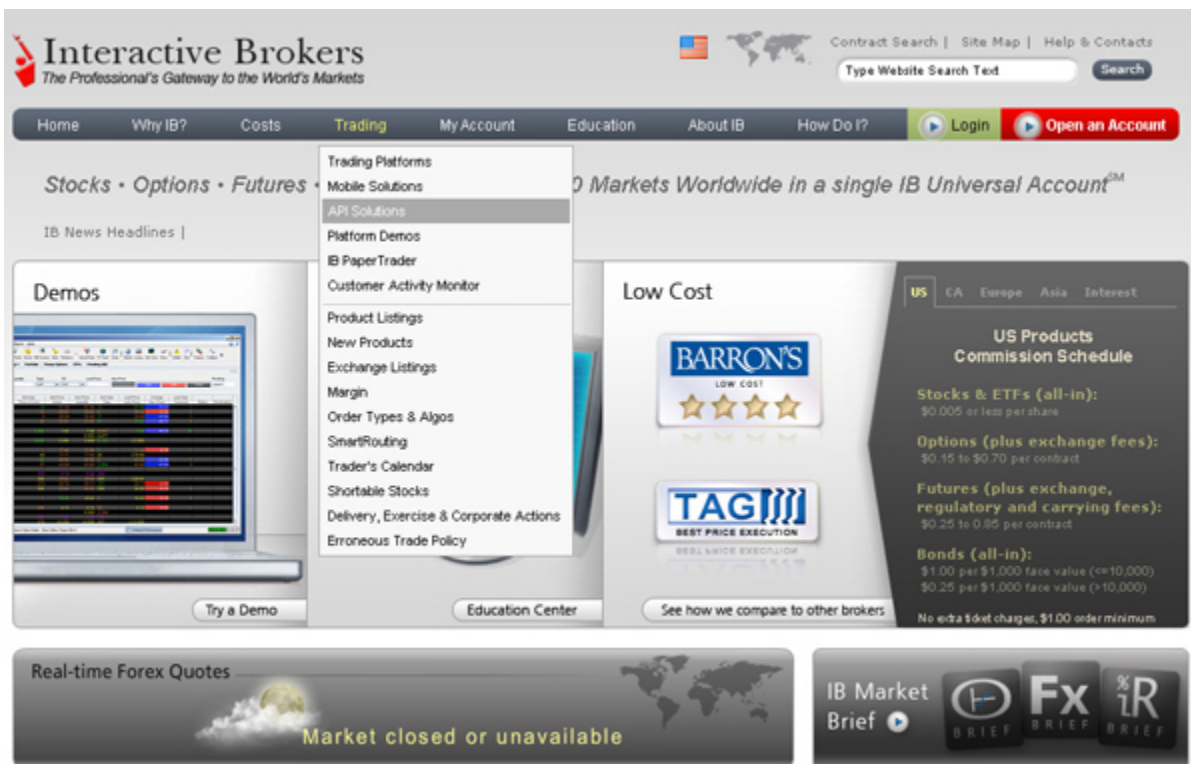 Interactive Brokers
The Professional's Gateway to the World's Markets
Contract Search | Site Map | Help & Contacts
Type Website Search Text
Search
Home
Why IB?
Costs
Trading
My Account
Education
About IB
How Do I?
Login
Open an Account
Stocks • Options • Futures •
0 Markets Worldwide in a single IB Universal Account SM
IB News Headlines |
Trading Platforms
Mobile Solutions
API Solutions
Platform Demos
IB PaperTrader
Customer Activity Monitor
Product Listings
New Products
Exchange Listings
Margin
Order Types & Algos
SmartRouting
Trader's Calendar
Shortable Stocks
Delivery, Exercise & Corporate Actions
Erroneous Trade Policy
Demos
Try a Demo
Education Center
Low Cost
BARRON'S
LOW COST
TAG
BEST PRICE EXECUTION
See how we compare to other brokers
US CA Europe Asia Interest
US Products
Commission Schedule
Stocks & ETFs (all-in):
$0.005 or less per share
Options (plus exchange fees):
$0.15 to $0.70 per contract
Futures (plus exchange,
regulatory and carrying fees):
$0.25 to 0.85 per contract
Bonds (all-in):
$1.00 per $1,000 face value (<=10,000)
$0.25 per $1,000 face value (>10,000)
No extra ticket charges, $1.00 order minimum
Real-time Forex Quotes
Market closed or unavailable
IB Market
Brief
BRIEF
Fx
BRIEF
%
iR
BRIEF